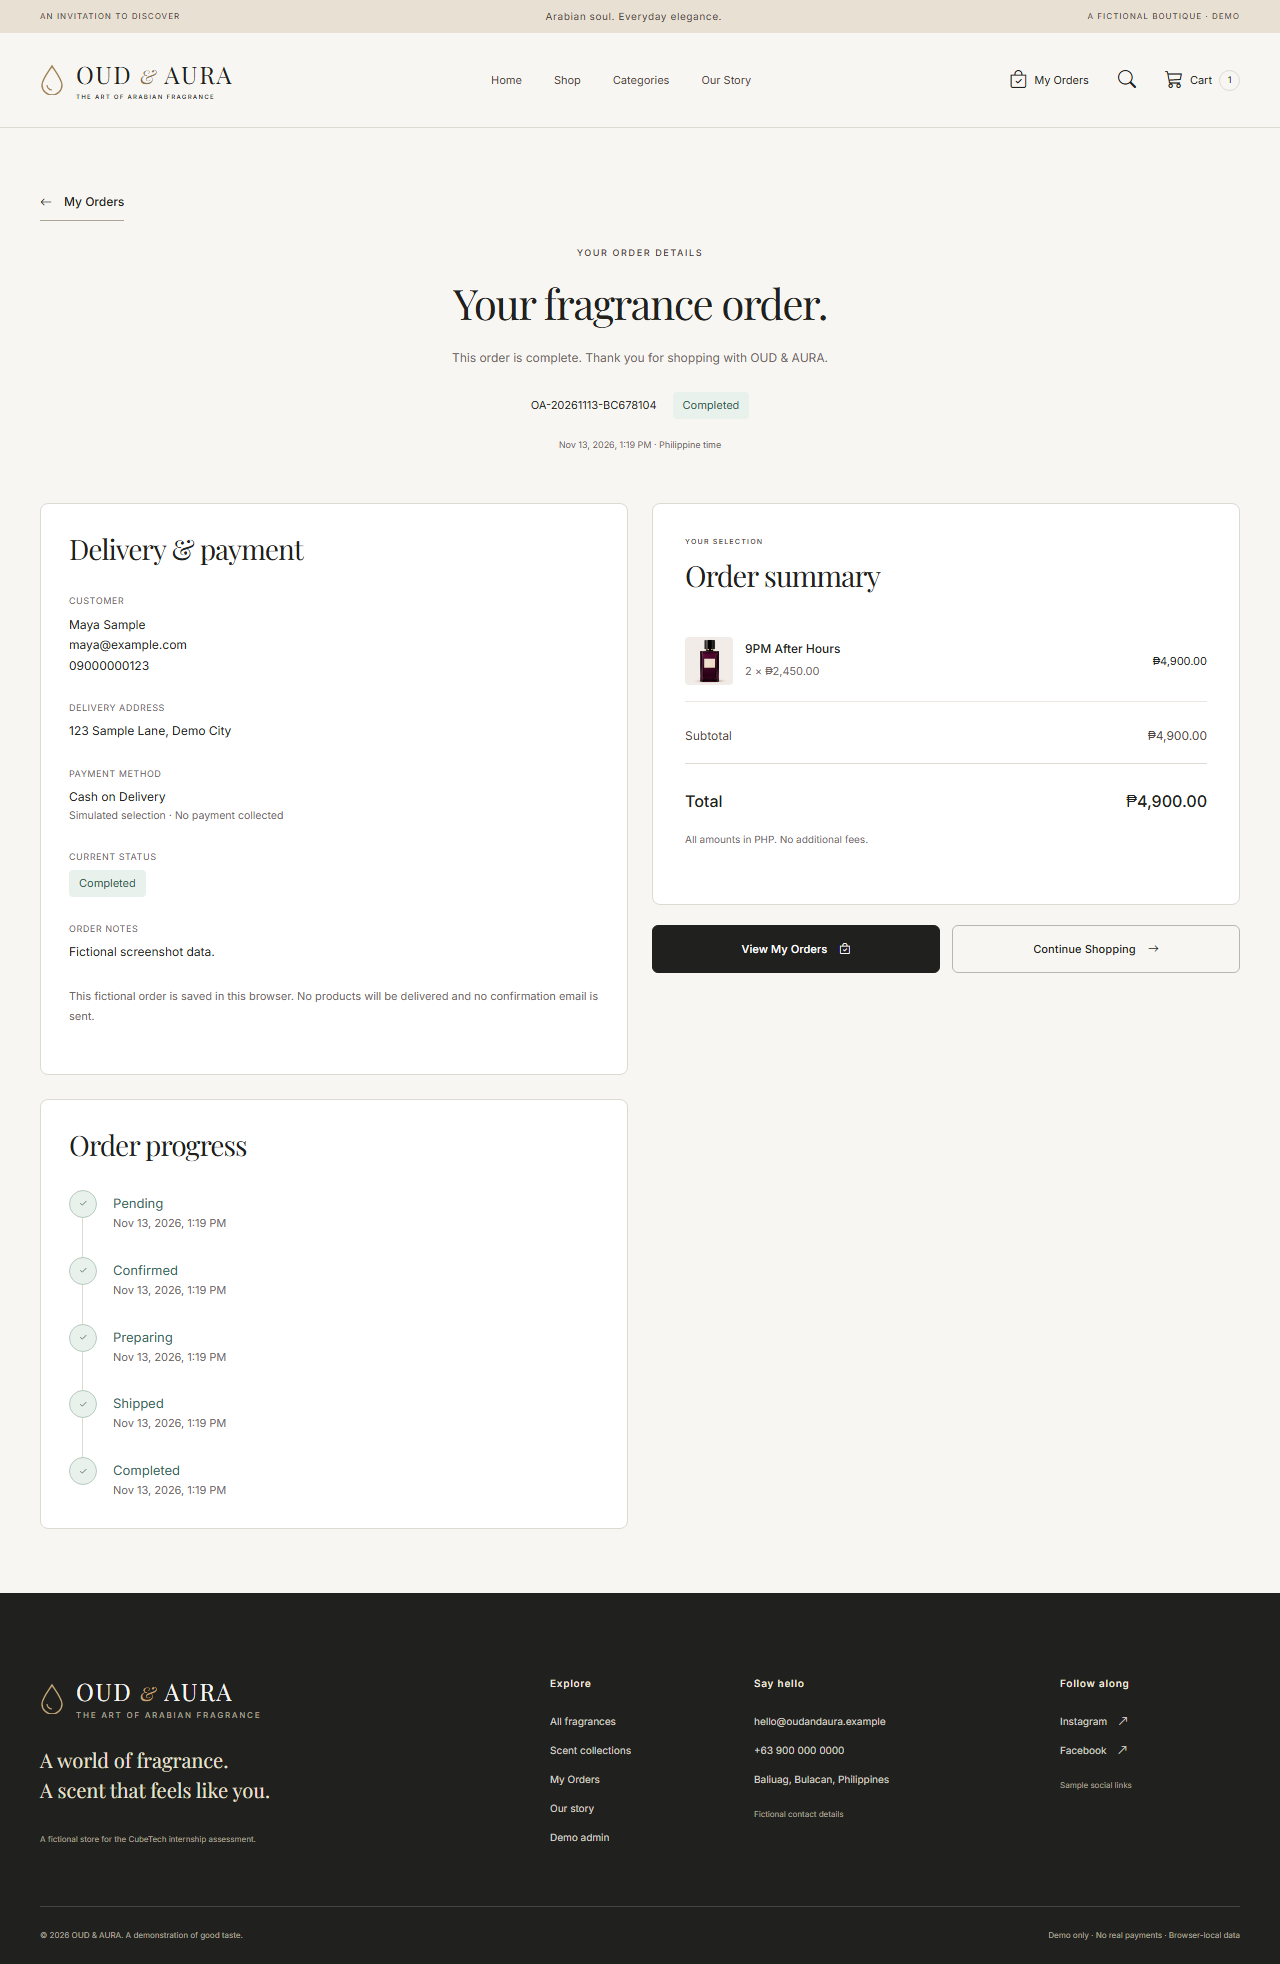 AN INVITATION TO DISCOVER
Arabian soul. Everyday elegance.
A FICTIONAL BOUTIQUE · DEMO
OUD & AURA
THE ART OF ARABIAN FRAGRANCE
Home
Shop
Categories
Our Story
My Orders
Cart 1
← My Orders
YOUR ORDER DETAILS
Your fragrance order.
This order is complete. Thank you for shopping with OUD & AURA.
OA-20261113-BC678104
Completed
Nov 13, 2026, 1:19 PM · Philippine time
Delivery & payment
CUSTOMER
Maya Sample
maya@example.com
09000000123
DELIVERY ADDRESS
123 Sample Lane, Demo City
PAYMENT METHOD
Cash on Delivery
Simulated selection · No payment collected
CURRENT STATUS
Completed
ORDER NOTES
Fictional screenshot data.
This fictional order is saved in this browser. No products will be delivered and no confirmation email is
sent.
YOUR SELECTION
Order summary
9PM After Hours
2 × ₱2,450.00
₱4,900.00
Subtotal
₱4,900.00
Total
₱4,900.00
All amounts in PHP. No additional fees.
View My Orders
Continue Shopping →
Order progress
Pending
Nov 13, 2026, 1:19 PM
Confirmed
Nov 13, 2026, 1:19 PM
Preparing
Nov 13, 2026, 1:19 PM
Shipped
Nov 13, 2026, 1:19 PM
Completed
Nov 13, 2026, 1:19 PM
OUD & AURA
THE ART OF ARABIAN FRAGRANCE
A world of fragrance.
A scent that feels like you.
A fictional store for the CubeTech internship assessment.
Explore
All fragrances
Scent collections
My Orders
Our story
Demo admin
Say hello
hello@oudandaura.example
+63 900 000 0000
Baliuag, Bulacan, Philippines
Fictional contact details
Follow along
Instagram ↗
Facebook ↗
Sample social links
© 2026 OUD & AURA. A demonstration of good taste.
Demo only · No real payments · Browser-local data